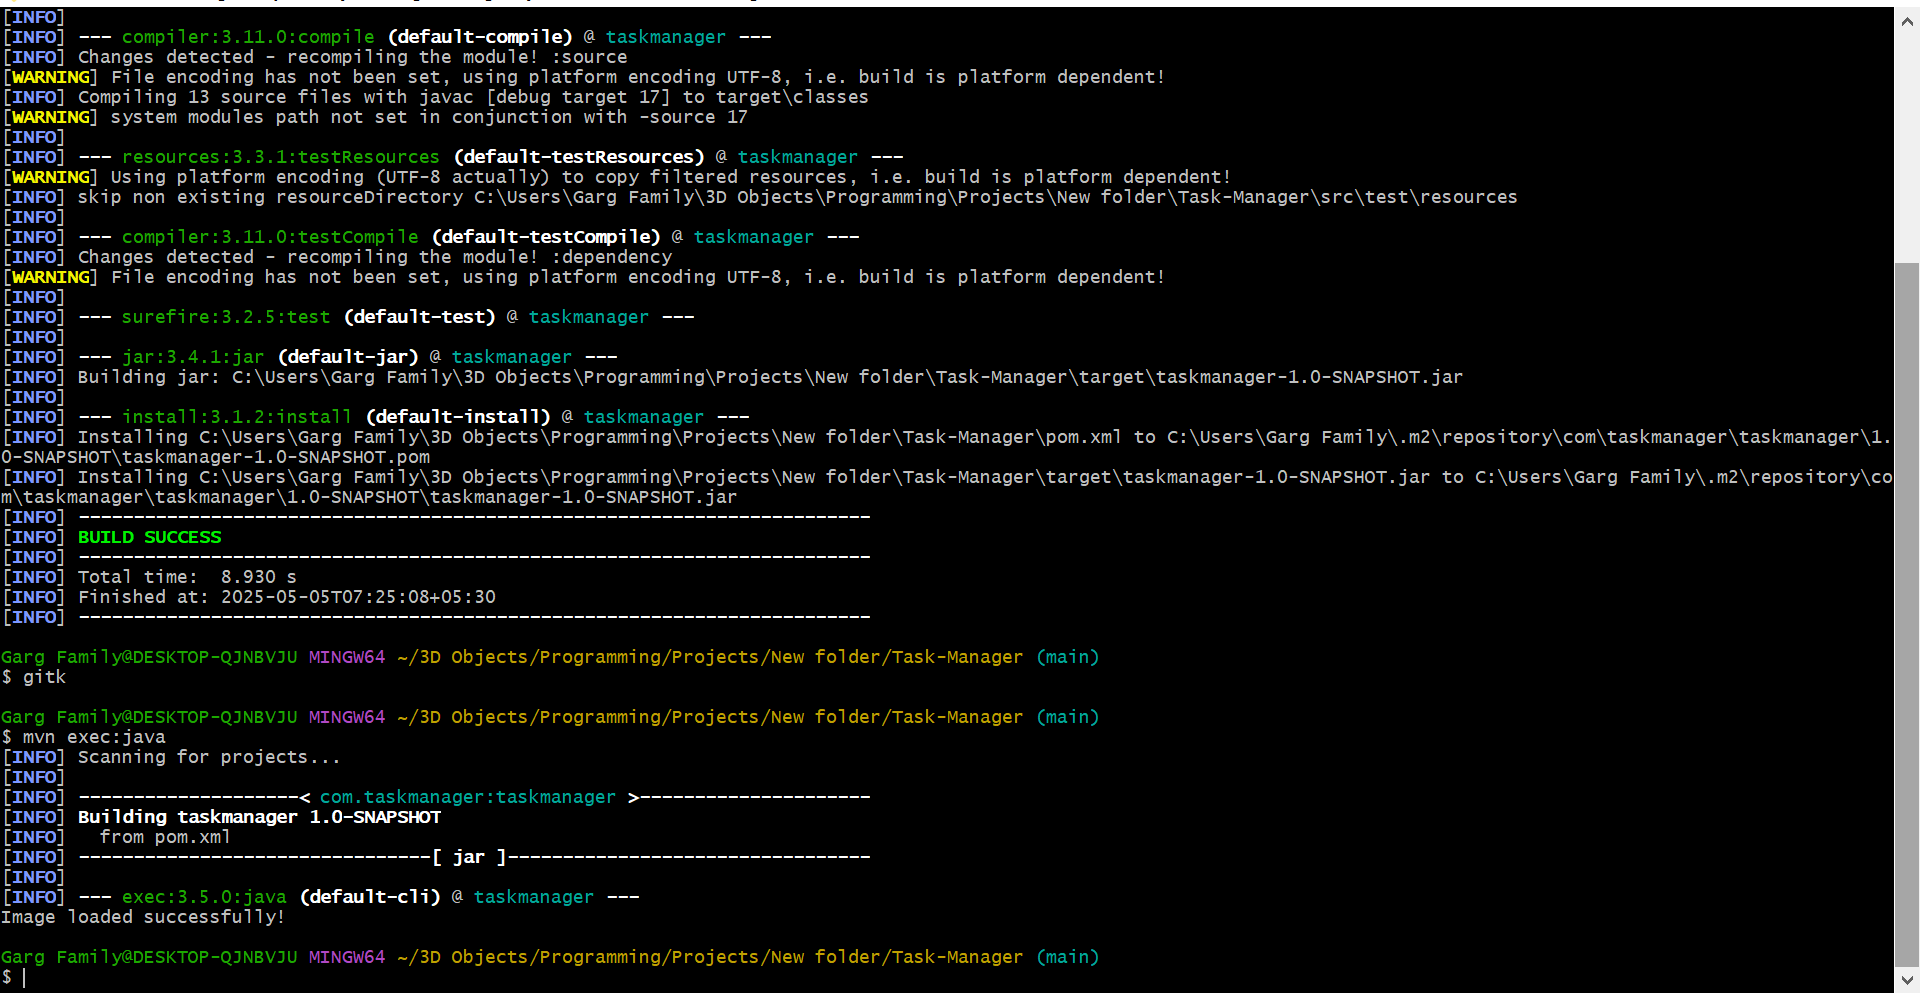 [INFO]
[INFO] --- compiler:3.11.0:compile (default-compile) @ taskmanager ---
[INFO] Changes detected - recompiling the module! :source
[WARNING] File encoding has not been set, using platform encoding UTF-8, i.e. build is platform dependent!
[INFO] Compiling 13 source files with javac [debug target 17] to target\classes
[WARNING] system modules path not set in conjunction with -source 17
[INFO]
[INFO] --- resources:3.3.1:testResources (default-testResources) @ taskmanager ---
[WARNING] Using platform encoding (UTF-8 actually) to copy filtered resources, i.e. build is platform dependent!
[INFO] skip non existing resourceDirectory C:\Users\Garg Family\3D Objects\Programming\Projects\New folder\Task-Manager\src\test\resources
[INFO]
[INFO] --- compiler:3.11.0:testCompile (default-testCompile) @ taskmanager ---
[INFO] Changes detected - recompiling the module! :dependency
[WARNING] File encoding has not been set, using platform encoding UTF-8, i.e. build is platform dependent!
[INFO]
[INFO] --- surefire:3.2.5:test (default-test) @ taskmanager ---
[INFO]
[INFO] --- jar:3.4.1:jar (default-jar) @ taskmanager ---
[INFO] Building jar: C:\Users\Garg Family\3D Objects\Programming\Projects\New folder\Task-Manager\target\taskmanager-1.0-SNAPSHOT.jar
[INFO]
[INFO] --- install:3.1.2:install (default-install) @ taskmanager ---
[INFO] Installing C:\Users\Garg Family\3D Objects\Programming\Projects\New folder\Task-Manager\pom.xml to C:\Users\Garg Family\.m2\repository\com\taskmanager\taskmanager\1.
0-SNAPSHOT\taskmanager-1.0-SNAPSHOT.pom
[INFO] Installing C:\Users\Garg Family\3D Objects\Programming\Projects\New folder\Task-Manager\target\taskmanager-1.0-SNAPSHOT.jar to C:\Users\Garg Family\.m2\repository\co
m\taskmanager\taskmanager\1.0-SNAPSHOT\taskmanager-1.0-SNAPSHOT.jar
[INFO] ------------------------------------------------------------------------
[INFO] BUILD SUCCESS
[INFO] ------------------------------------------------------------------------
[INFO] Total time:  8.930 s
[INFO] Finished at: 2025-05-05T07:25:08+05:30
[INFO] ------------------------------------------------------------------------
Garg Family@DESKTOP-QJNBVJU MINGW64 ~/3D Objects/Programming/Projects/New folder/Task-Manager (main)
$ gitk
Garg Family@DESKTOP-QJNBVJU MINGW64 ~/3D Objects/Programming/Projects/New folder/Task-Manager (main)
$ mvn exec:java
[INFO] Scanning for projects...
[INFO]
[INFO] --------------------< com.taskmanager:taskmanager >---------------------
[INFO] Building taskmanager 1.0-SNAPSHOT
[INFO]   from pom.xml
[INFO] --------------------------------[ jar ]---------------------------------
[INFO]
[INFO] --- exec:3.5.0:java (default-cli) @ taskmanager ---
Image loaded successfully!
Garg Family@DESKTOP-QJNBVJU MINGW64 ~/3D Objects/Programming/Projects/New folder/Task-Manager (main)
$